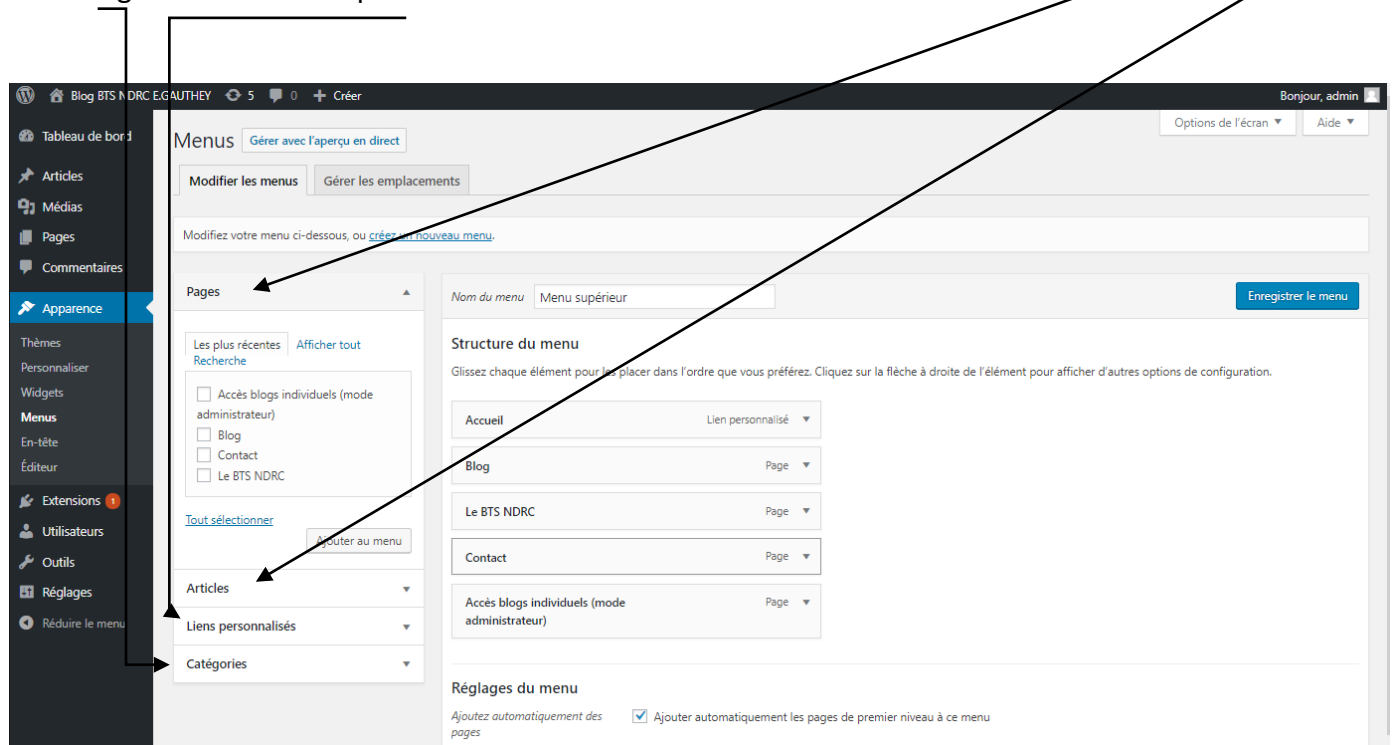 Blog BTS NDRC E.GAUTHEY 5 0 + Créer
Bonjour, admin
Options de l'écran ▼ Aide ▼
Tableau de bord
Articles
Médias
Pages
Commentaires
Apparence
Thèmes
Personnaliser
Widgets
Menus
En-tête
Éditeur
Extensions 1
Utilisateurs
Outils
Réglages
Réduire le menu
Menus Gérer avec l'aperçu en direct
Modifier les menus Gérer les emplacements
Modifiez votre menu ci-dessous, ou créez un nouveau menu.
Pages
Les plus récentes Afficher tout
Recherche
Accès blogs individuels (mode
administrateur)
Blog
Contact
Le BTS NDRC
Tout sélectionner
Ajouter au menu
Articles
Liens personnalisés
Catégories
Nom du menu Menu supérieur
Enregistrer le menu
Structure du menu
Glissez chaque élément pour les placer dans l'ordre que vous préférez. Cliquez sur la flèche à droite de l'élément pour afficher d'autres options de configuration.
Accueil Lien personnalisé
Blog Page
Le BTS NDRC Page
Contact Page
Accès blogs individuels (mode Page
administrateur)
Réglages du menu
Ajoutez automatiquement des Ajouter automatiquement les pages de premier niveau à ce menu
pages